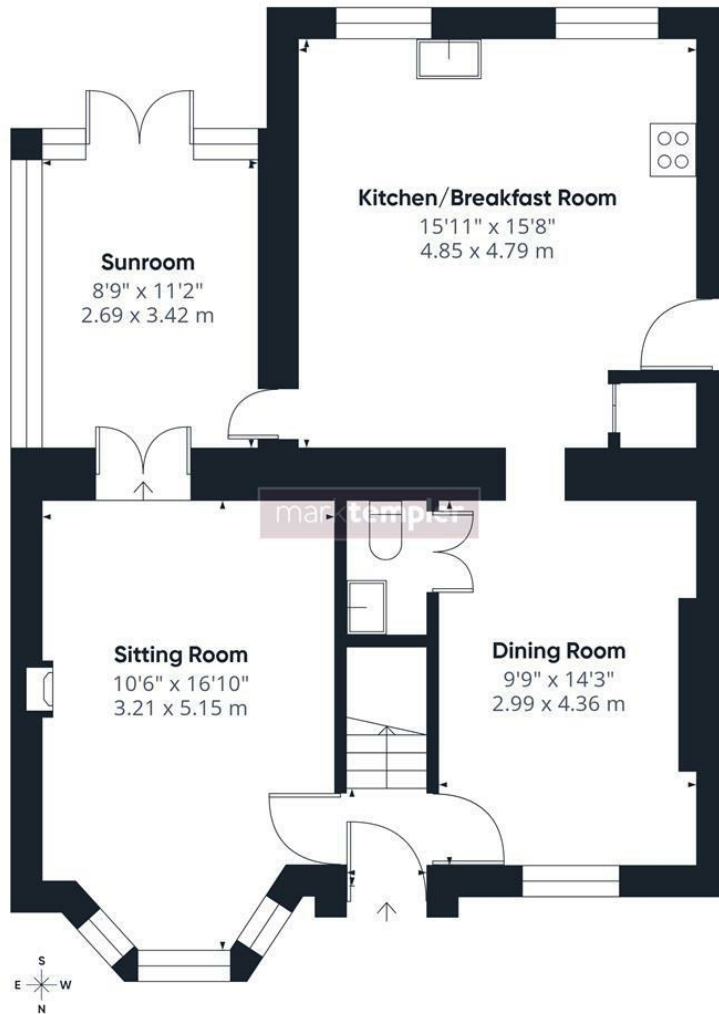 Kitchen/Breakfast Room
15'11" x 15'8"
4.85 x 4.79 m
Sunroom
8'9" x 11'2"
2.69 x 3.42 m
marktempler
Sitting Room
10'6" x 16'10"
3.21 x 5.15 m
Dining Room
9'9" x 14'3"
2.99 x 4.36 m
S
E W
N